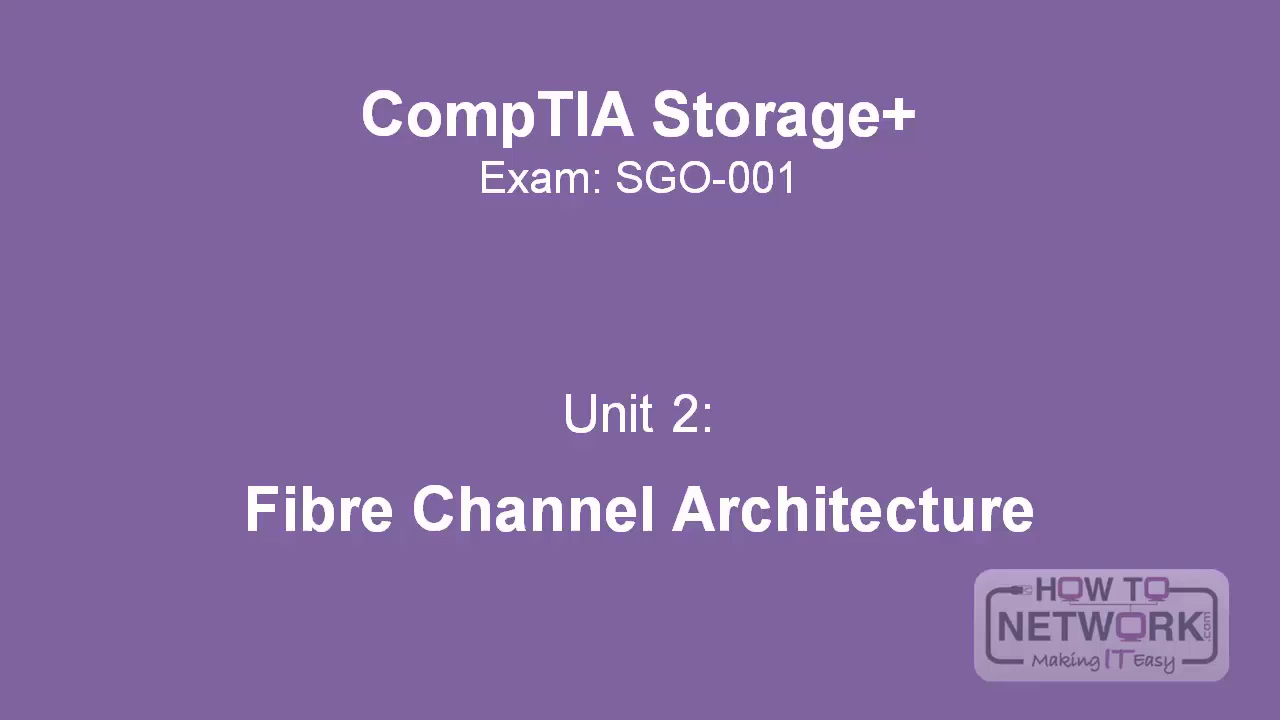 CompTIA Storage+
Exam: SGO-001
Unit 2:
Fibre Channel Architecture
HOW TO
NETWORK.com
Making IT Easy